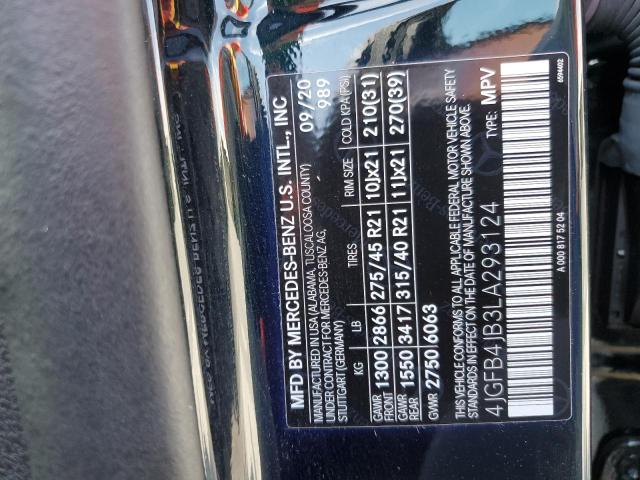 MFD BY MERCEDES-BENZ U.S. INTL., INC
MANUFACTURED IN USA (ALABAMA, TUSCALOOSA COUNTY) 09/20
UNDER CONTRACT FOR MERCEDES-BENZ AG, 989
STUTTGART (GERMANY)
KG LB TIRES RIM SIZE COLD KPA (PSI)
GAWR FRONT 1300 2866 275/45 R21 10Jx21 210(31)
GAWR REAR 1550 3417 315/40 R21 11Jx21 270(39)
GVWR 2750 6063
THIS VEHICLE CONFORMS TO ALL APPLICABLE FEDERAL MOTOR VEHICLE SAFETY
STANDARDS IN EFFECT ON THE DATE OF MANUFACTURE SHOWN ABOVE.
4JGFB4JB3LA293124 TYPE: MPV
A 000 817 52 04
6594402